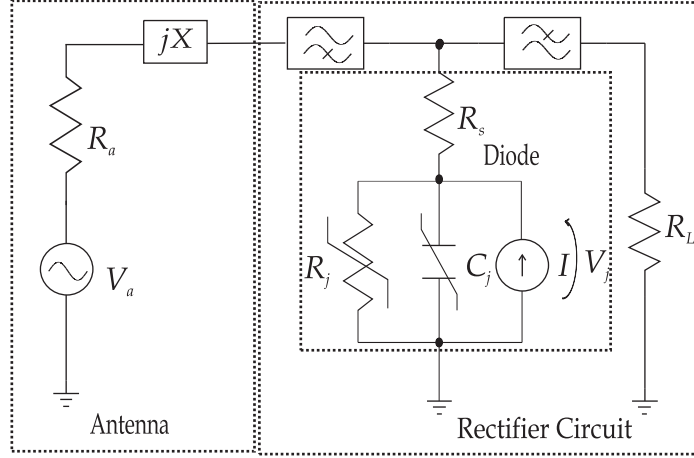 jX
R_a
R_s
Diode
V_a
R_j
C_j
I
V_j
R_L
Antenna
Rectifier Circuit